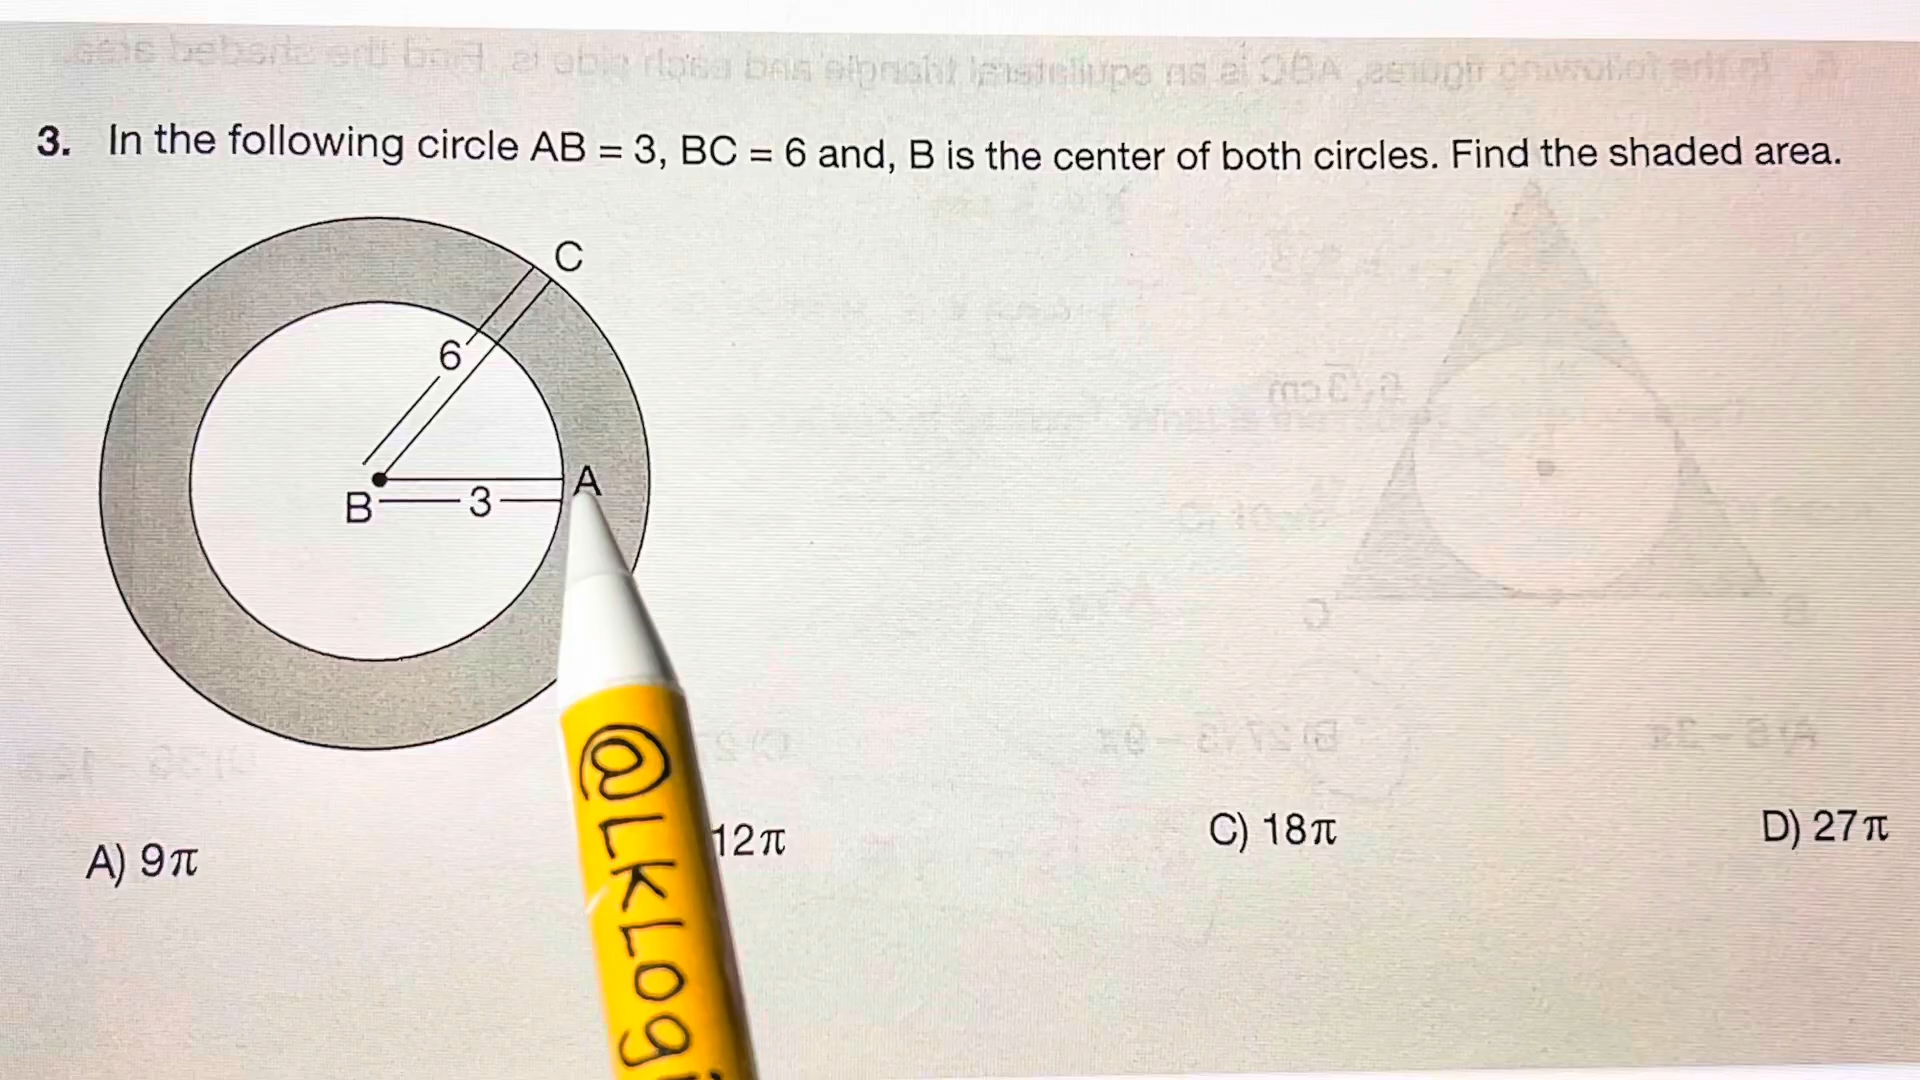 3. In the following circle AB = 3, BC = 6 and, B is the center of both circles. Find the shaded area.
C
6
A
B
3
A) 9π
12π
C) 18π
D) 27π
@LKLogi